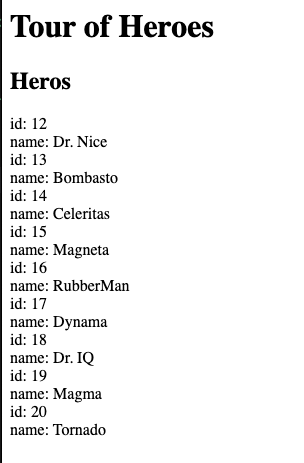 Tour of Heroes
Heros
id: 12
name: Dr. Nice
id: 13
name: Bombasto
id: 14
name: Celeritas
id: 15
name: Magneta
id: 16
name: RubberMan
id: 17
name: Dynama
id: 18
name: Dr. IQ
id: 19
name: Magma
id: 20
name: Tornado